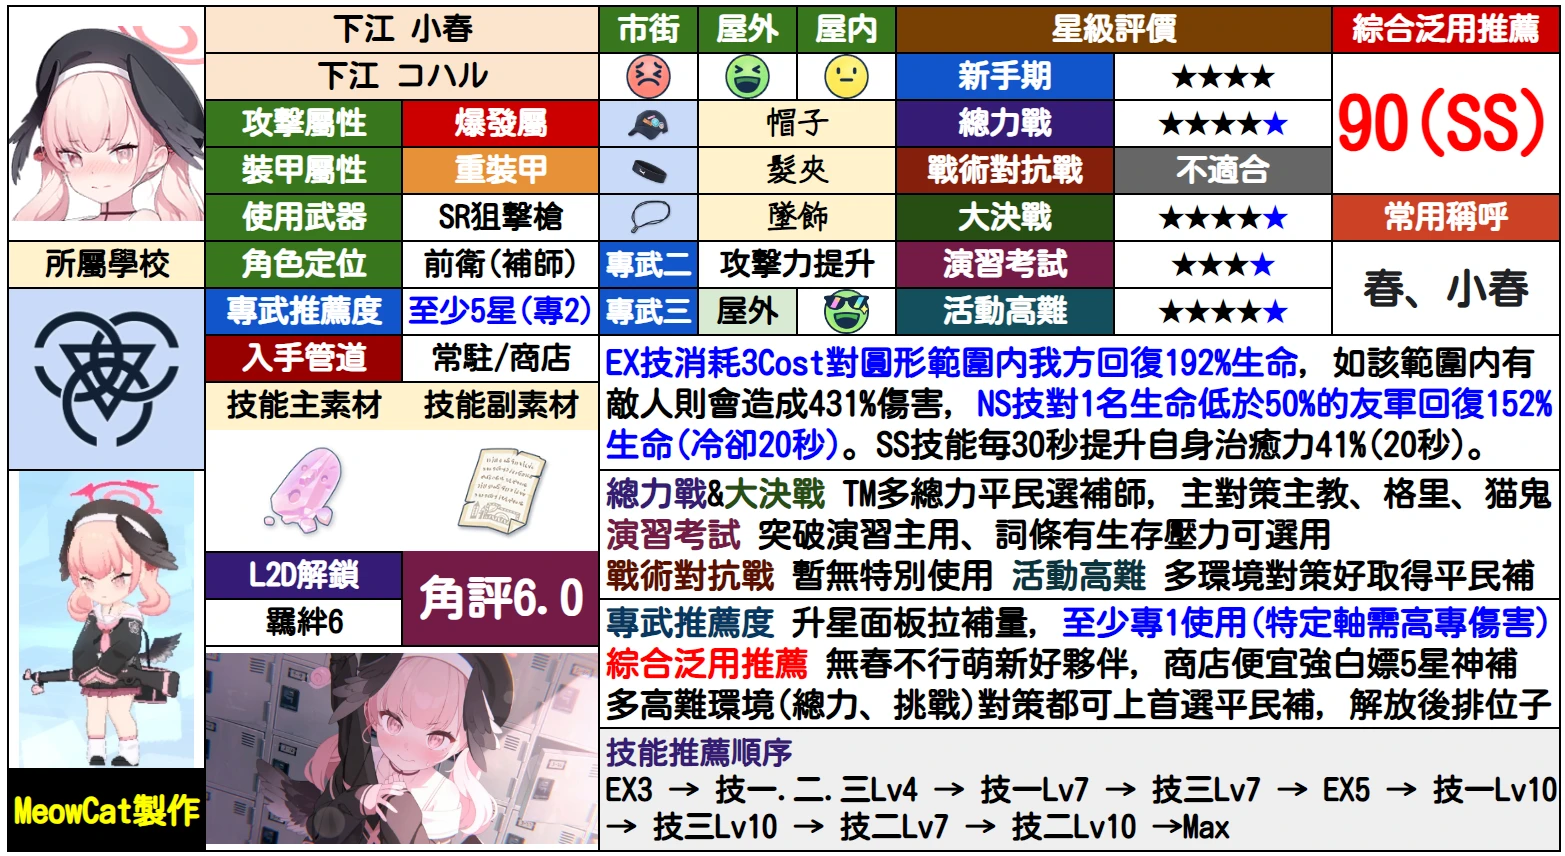 下江 小春
下江 コハル
攻擊屬性 爆發屬
裝甲屬性 重裝甲
使用武器 SR狙擊槍
所屬學校
角色定位 前衛(補師)
專武推薦度 至少5星(專2)
入手管道 常駐/商店
技能主素材 技能副素材
L2D解鎖
羈絆6
角評6.0
MeowCat製作
市街 屋外 屋内
帽子
髮夾
墜飾
專武二 攻擊力提升
專武三 屋外
星級評價
新手期 ★★★★
總力戰 ★★★★★
戰術對抗戰 不適合
大決戰 ★★★★★
演習考試 ★★★★
活動高難 ★★★★★
綜合泛用推薦
90(SS)
常用稱呼
春、小春
EX技消耗3Cost對圓形範圍内我方回復192%生命, 如該範圍内有
敵人則會造成431%傷害, NS技對1名生命低於50%的友軍回復152%
生命(冷卻20秒)。SS技能每30秒提升自身治癒力41%(20秒)。
總力戰&大決戰 TM多總力平民選補師, 主對策主教、格里、猫鬼
演習考試 突破演習主用、詞條有生存壓力可選用
戰術對抗戰 暫無特別使用 活動高難 多環境對策好取得平民補
專武推薦度 升星面板拉補量, 至少專1使用(特定軸需高專傷害)
綜合泛用推薦 無春不行萌新好夥伴, 商店便宜強白嫖5星神補
多高難環境(總力、挑戰)對策都可上首選平民補, 解放後排位子
技能推薦順序
EX3 → 技一.二.三Lv4 → 技一Lv7 → 技三Lv7 → EX5 → 技一Lv10
→ 技三Lv10 → 技二Lv7 → 技二Lv10 →Max